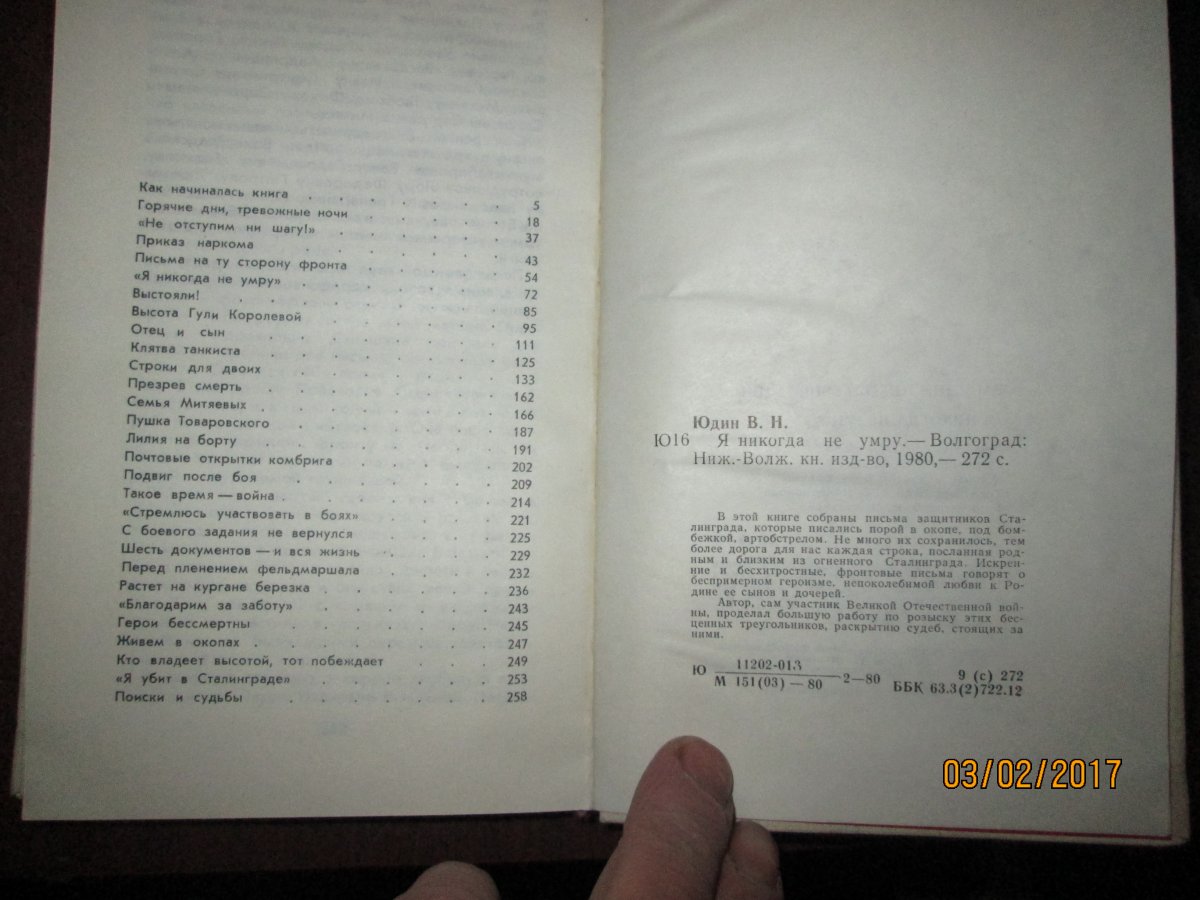 Как начиналась книга . . . . . . 5
Горячие дни, тревожные ночи . . . . 18
«Не отступим ни шагу!» . . . . . 37
Приказ наркома . . . . . . 43
Письма на ту сторону фронта . . . . 54
«Я никогда не умру» . . . . . . 72
Выстояли! . . . . . . . 85
Высота Гули Королевой . . . . . 95
Отец и сын . . . . . . . 111
Клятва танкиста . . . . . . 125
Строки для двоих . . . . . . 133
Презрев смерть . . . . . . 162
Семья Митяевых . . . . . . 166
Пушка Товаровского . . . . . 187
Лилия на борту . . . . . . 191
Почтовые открытки комбрига . . . . 202
Подвиг после боя . . . . . . 209
Такое время — война . . . . . . 214
«Стремлюсь участвовать в боях» . . . . 221
С боевого задания не вернулся . . . . 225
Шесть документов — и вся жизнь . . . . 229
Перед пленением фельдмаршала . . . . 232
Растет на кургане березка . . . . . 236
«Благодарим за заботу» . . . . . 243
Герои бессмертны . . . . . . 245
Живем в окопах . . . . . . . 247
Кто владеет высотой, тот побеждает . . . 249
«Я убит в Сталинграде» . . . . . 253
Поиски и судьбы . . . . . . 258
Юдин В. Н.
Ю16 Я никогда не умру.— Волгоград:
Ниж.-Волж. кн. изд-во, 1980,— 272 с.
В этой книге собраны письма защитников Ста-
линграда, которые писались порой в окопе, под бом-
бежкой, артобстрелом. Не много их сохранилось, тем
более дорога для нас каждая строка, посланная род-
ным и близким из огненного Сталинграда. Искрен-
ние и бесхитростные, фронтовые письма говорят о
беспримерном героизме, непоколебимой любви к Ро-
дине ее сынов и дочерей.
Автор, сам участник Великой Отечественной вой-
ны, проделал большую работу по розыску этих бес-
ценных треугольников, раскрытию судеб, стоящих за
ними.
Ю 11202-013
М 151(03) — 80 2—80
9 (с) 272
ББК 63.3(2)722.12
03/02/2017